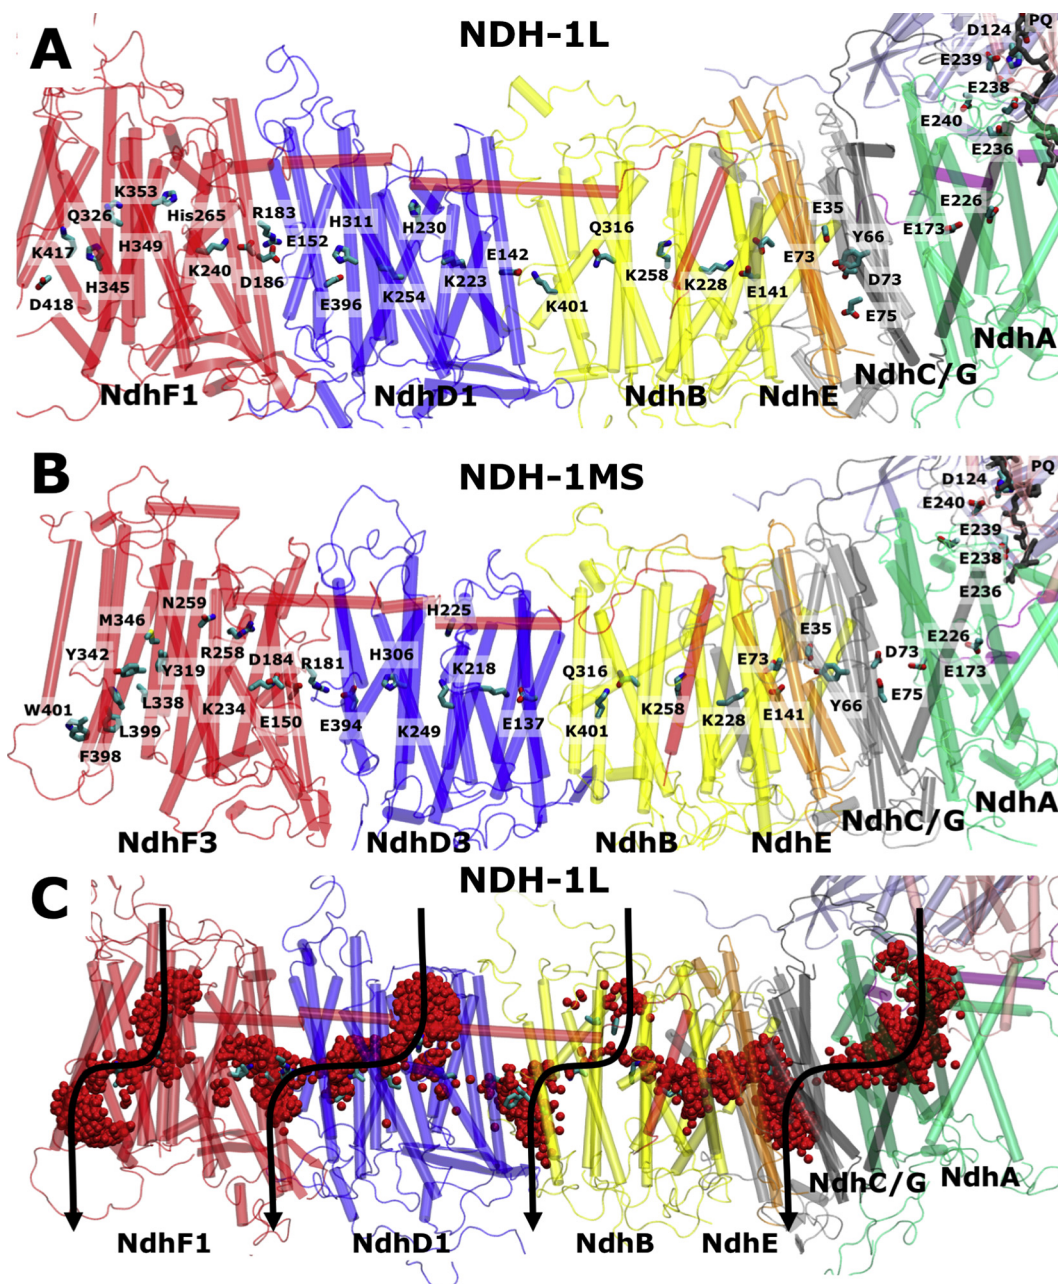 A
NDH-1L
PQ
D124
E239
E238
E240
E236
K353
Q326
His265
R183
H311
H230
Q316
E35
E226
K417
H349
E152
E142
Y66
E173
K240
K258
E73
D418
H345
D186
E396
K254
K223
K401
K228
E141
D73
E75
NdhF1
NdhD1
NdhB
NdhE
NdhC/G
NdhA
B
NDH-1MS
PQ
D124
E240
E239
E238
E236
N259
M346
H225
E35
E226
Y342
Y319
R258
D184
R181
H306
K218
Q316
E73
D73
E173
W401
L338
K234
E150
E394
K249
E137
K401
K258
K228
E141
Y66
E75
F398
L399
NdhF3
NdhD3
NdhB
NdhE
NdhC/G
NdhA
C
NDH-1L
NdhF1
NdhD1
NdhB
NdhE
NdhC/G
NdhA